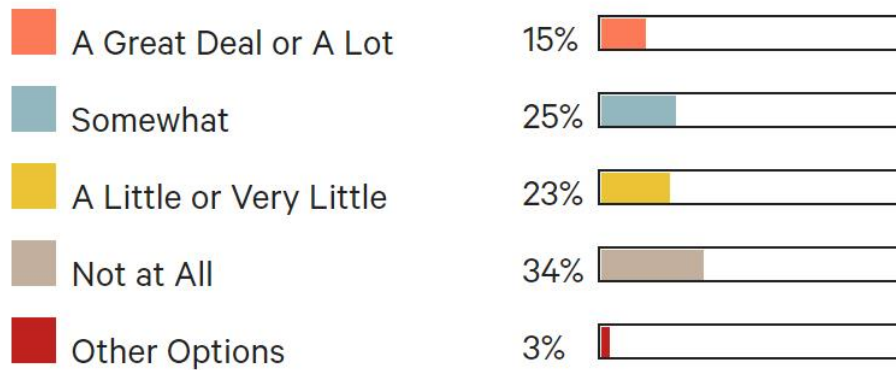 A Great Deal or A Lot 15%
Somewhat 25%
A Little or Very Little 23%
Not at All 34%
Other Options 3%